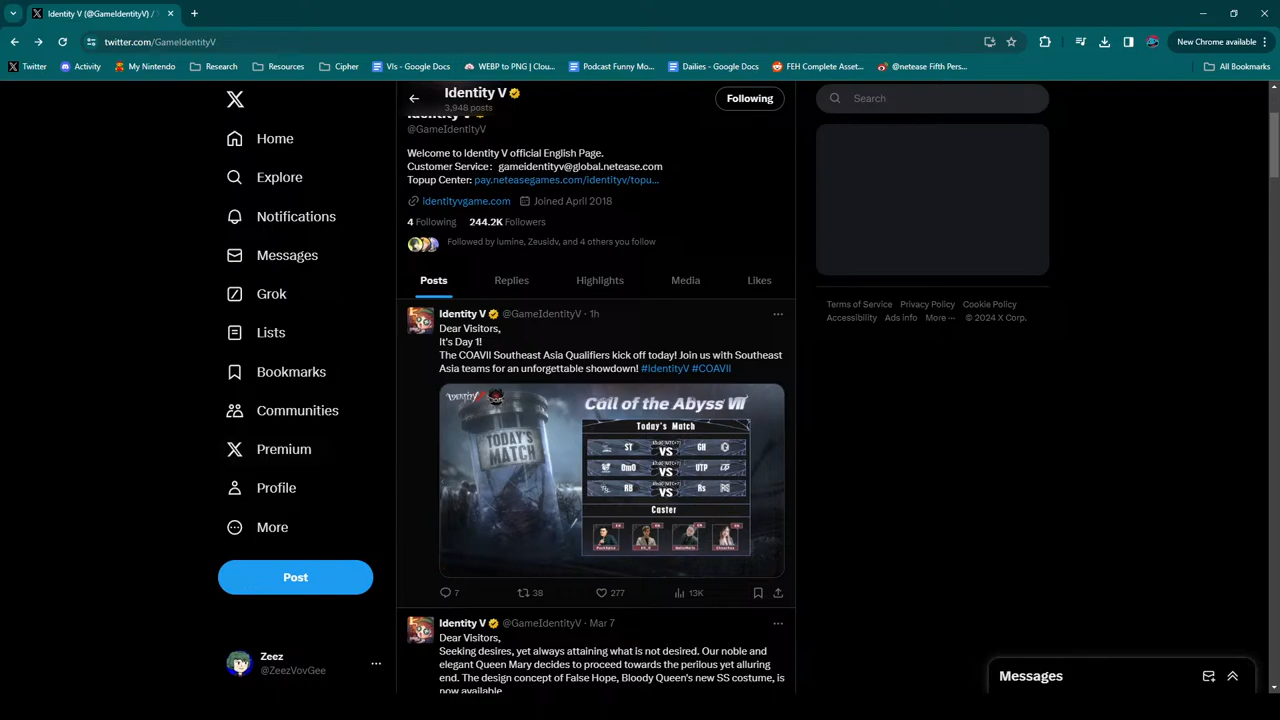 Identity V (@GameIdentityV) /
twitter.com/GameIdentityV
New Chrome available
Twitter
Activity
My Nintendo
Research
Resources
Cipher
VIs - Google Docs
WEBP to PNG | Clou...
Podcast Funny Mo...
Dailies - Google Docs
FEH Complete Asset...
@netease Fifth Pers...
All Bookmarks
Home
Explore
Notifications
Messages
Grok
Lists
Bookmarks
Communities
Premium
Profile
More
Post
Zeez
@ZeezVovGee
Identity V
3,948 posts
Following
Identity V
@GameIdentityV
Welcome to Identity V official English Page.
Customer Service： gameidentityv@global.netease.com
Topup Center: pay.neteasegames.com/identityv/topu...
identityvgame.com Joined April 2018
4 Following 244.2K Followers
Followed by lumine, Zeusidv, and 4 others you follow
Posts Replies Highlights Media Likes
Identity V @GameIdentityV · 1h
Dear Visitors,
It's Day 1!
The COAVII Southeast Asia Qualifiers kick off today! Join us with Southeast
Asia teams for an unforgettable showdown! #IdentityV #COAVII
IDENTITY V
TODAY'S
MATCH
Call of the Abyss VII
Today's Match
ST VS GH
OmO VS UTP
RB VS Rs
Caster
7 38 277 13K
Identity V @GameIdentityV · Mar 7
Dear Visitors,
Seeking desires, yet always attaining what is not desired. Our noble and
elegant Queen Mary decides to proceed towards the perilous yet alluring
end. The design concept of False Hope, Bloody Queen's new SS costume, is
now available
Search
Terms of Service Privacy Policy Cookie Policy
Accessibility Ads info More ··· © 2024 X Corp.
Messages